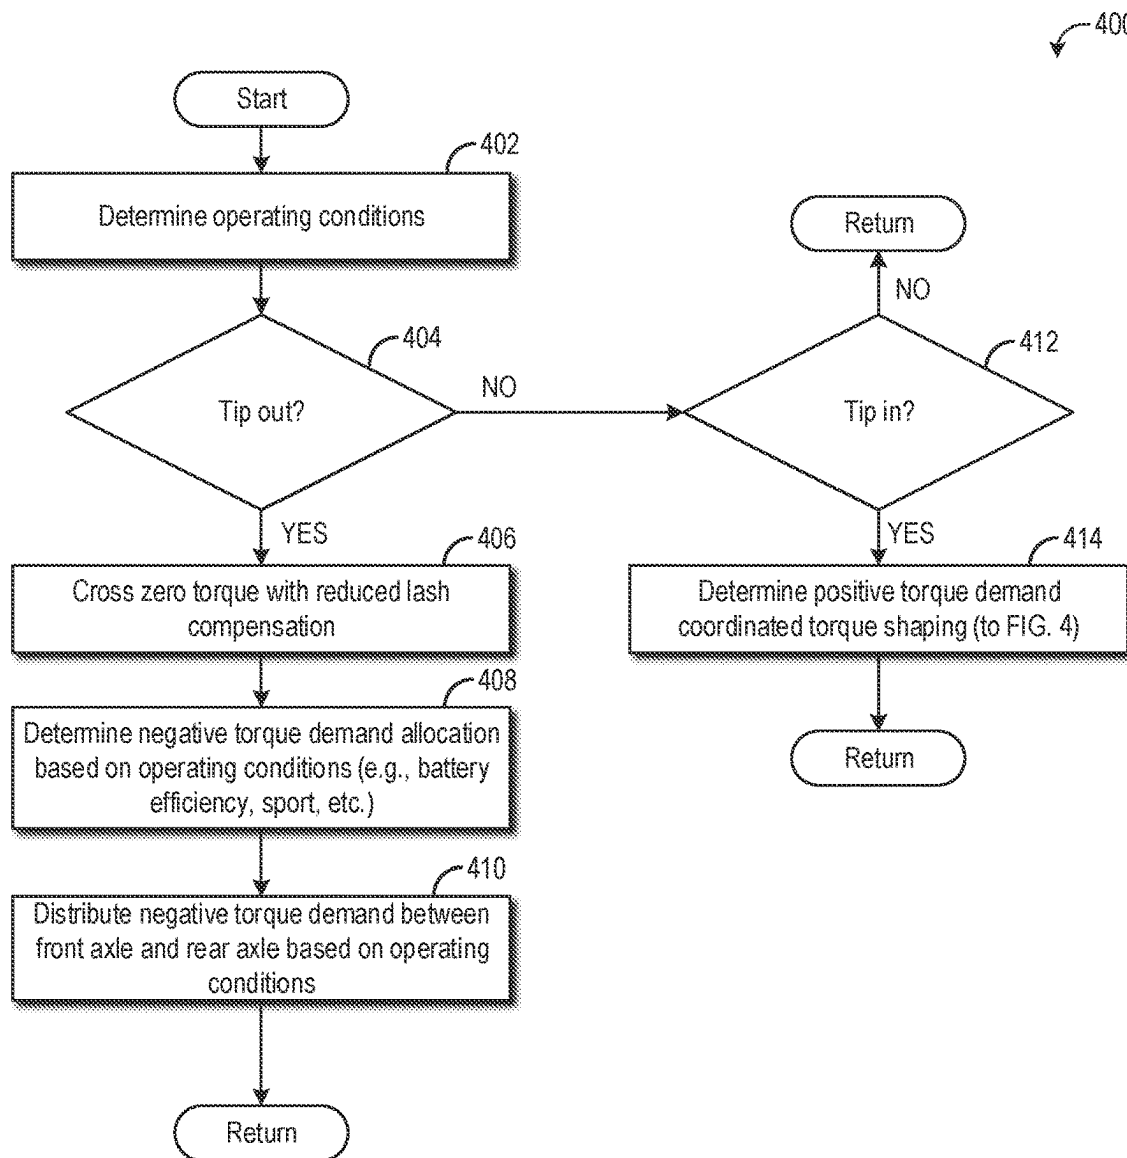 400
Start
402
Determine operating conditions
Return
NO
404
Tip out?
NO
412
Tip in?
YES
406
Cross zero torque with reduced lash
compensation
YES
414
Determine positive torque demand
coordinated torque shaping (to FIG. 4)
408
Determine negative torque demand allocation
based on operating conditions (e.g., battery
efficiency, sport, etc.)
Return
410
Distribute negative torque demand between
front axle and rear axle based on operating
conditions
Return